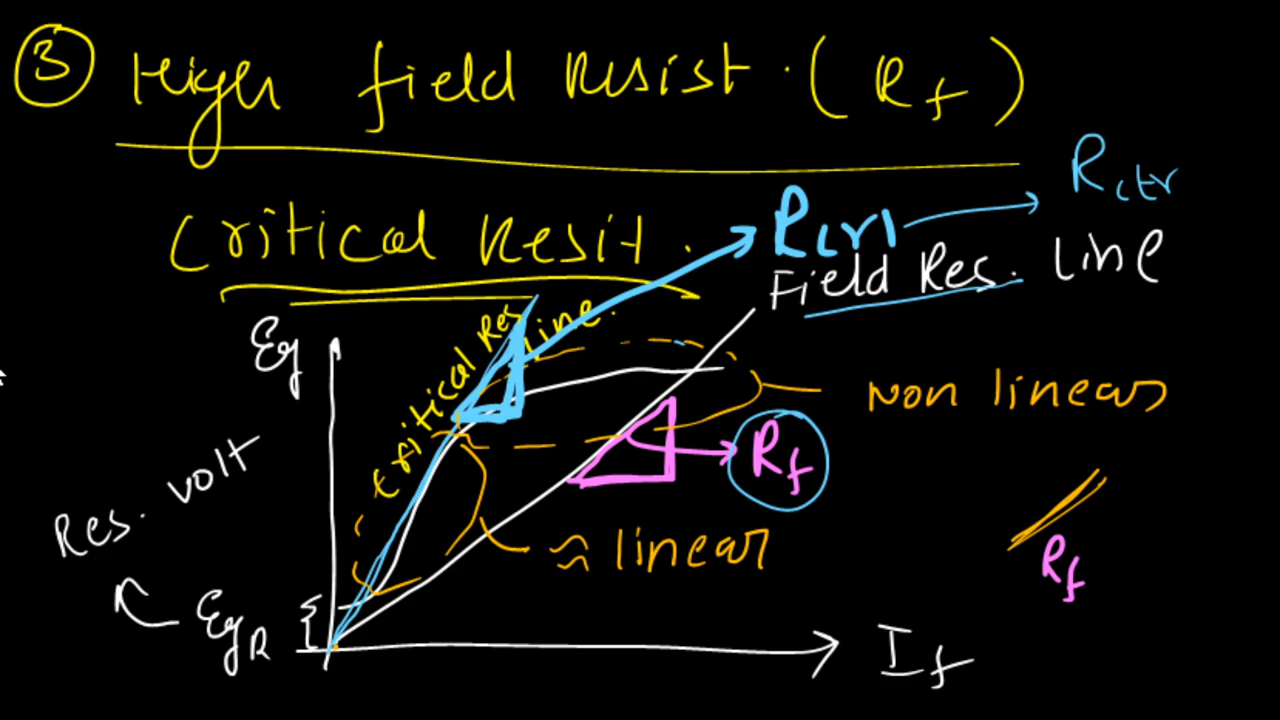 3 High field Resist. (Rf)
Rctr
Critical Resit.
Rcri
Field Res. Line
Critical Res line.
Eg
Non linear
Rf
Res. volt
≈ linear
Rf
EgR
If